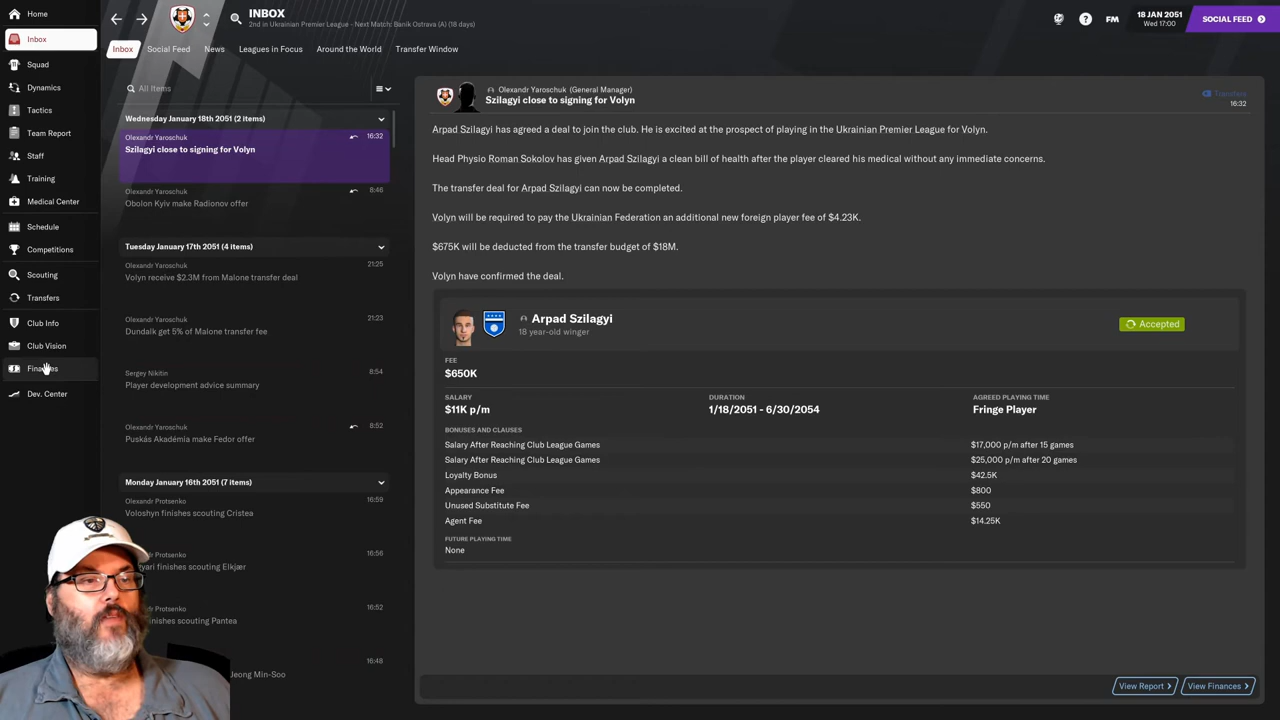 Home
Inbox
Squad
Dynamics
Tactics
Team Report
Staff
Training
Medical Center
Schedule
Competitions
Scouting
Transfers
Club Info
Club Vision
Finances
Dev. Center
INBOX
2nd in Ukrainian Premier League - Next Match: Baník Ostrava (A) (18 days)
FM
18 JAN 2051
Wed 17:00
SOCIAL FEED
Inbox
Social Feed
News
Leagues in Focus
Around the World
Transfer Window
All Items
Wednesday January 18th 2051 (2 items)
Olexandr Yaroschuk
16:32
Szilagyi close to signing for Volyn
Olexandr Yaroschuk
8:46
Obolon Kyiv make Radionov offer
Tuesday January 17th 2051 (4 items)
Olexandr Yaroschuk
21:25
Volyn receive $2.3M from Malone transfer deal
Olexandr Yaroschuk
21:23
Dundalk get 5% of Malone transfer fee
Sergey Nikitin
8:54
Player development advice summary
Olexandr Yaroschuk
8:52
Puskás Akadémia make Fedor offer
Monday January 16th 2051 (7 items)
Olexandr Protsenko
16:59
Voloshyn finishes scouting Cristea
Protsenko
16:56
finishes scouting Elkjær
Protsenko
16:52
finishes scouting Pantea
16:48
Jeong Min-Soo
Olexandr Yaroschuk (General Manager)
Szilagyi close to signing for Volyn
Transfers
16:32
Arpad Szilagyi has agreed a deal to join the club. He is excited at the prospect of playing in the Ukrainian Premier League for Volyn.
Head Physio Roman Sokolov has given Arpad Szilagyi a clean bill of health after the player cleared his medical without any immediate concerns.
The transfer deal for Arpad Szilagyi can now be completed.
Volyn will be required to pay the Ukrainian Federation an additional new foreign player fee of $4.23K.
$675K will be deducted from the transfer budget of $18M.
Volyn have confirmed the deal.
Arpad Szilagyi
18 year-old winger
Accepted
FEE
$650K
SALARY
DURATION
AGREED PLAYING TIME
$11K p/m
1/18/2051 - 6/30/2054
Fringe Player
BONUSES AND CLAUSES
Salary After Reaching Club League Games
$17,000 p/m after 15 games
Salary After Reaching Club League Games
$25,000 p/m after 20 games
Loyalty Bonus
$42.5K
Appearance Fee
$800
Unused Substitute Fee
$550
Agent Fee
$14.25K
FUTURE PLAYING TIME
None
View Report
View Finances